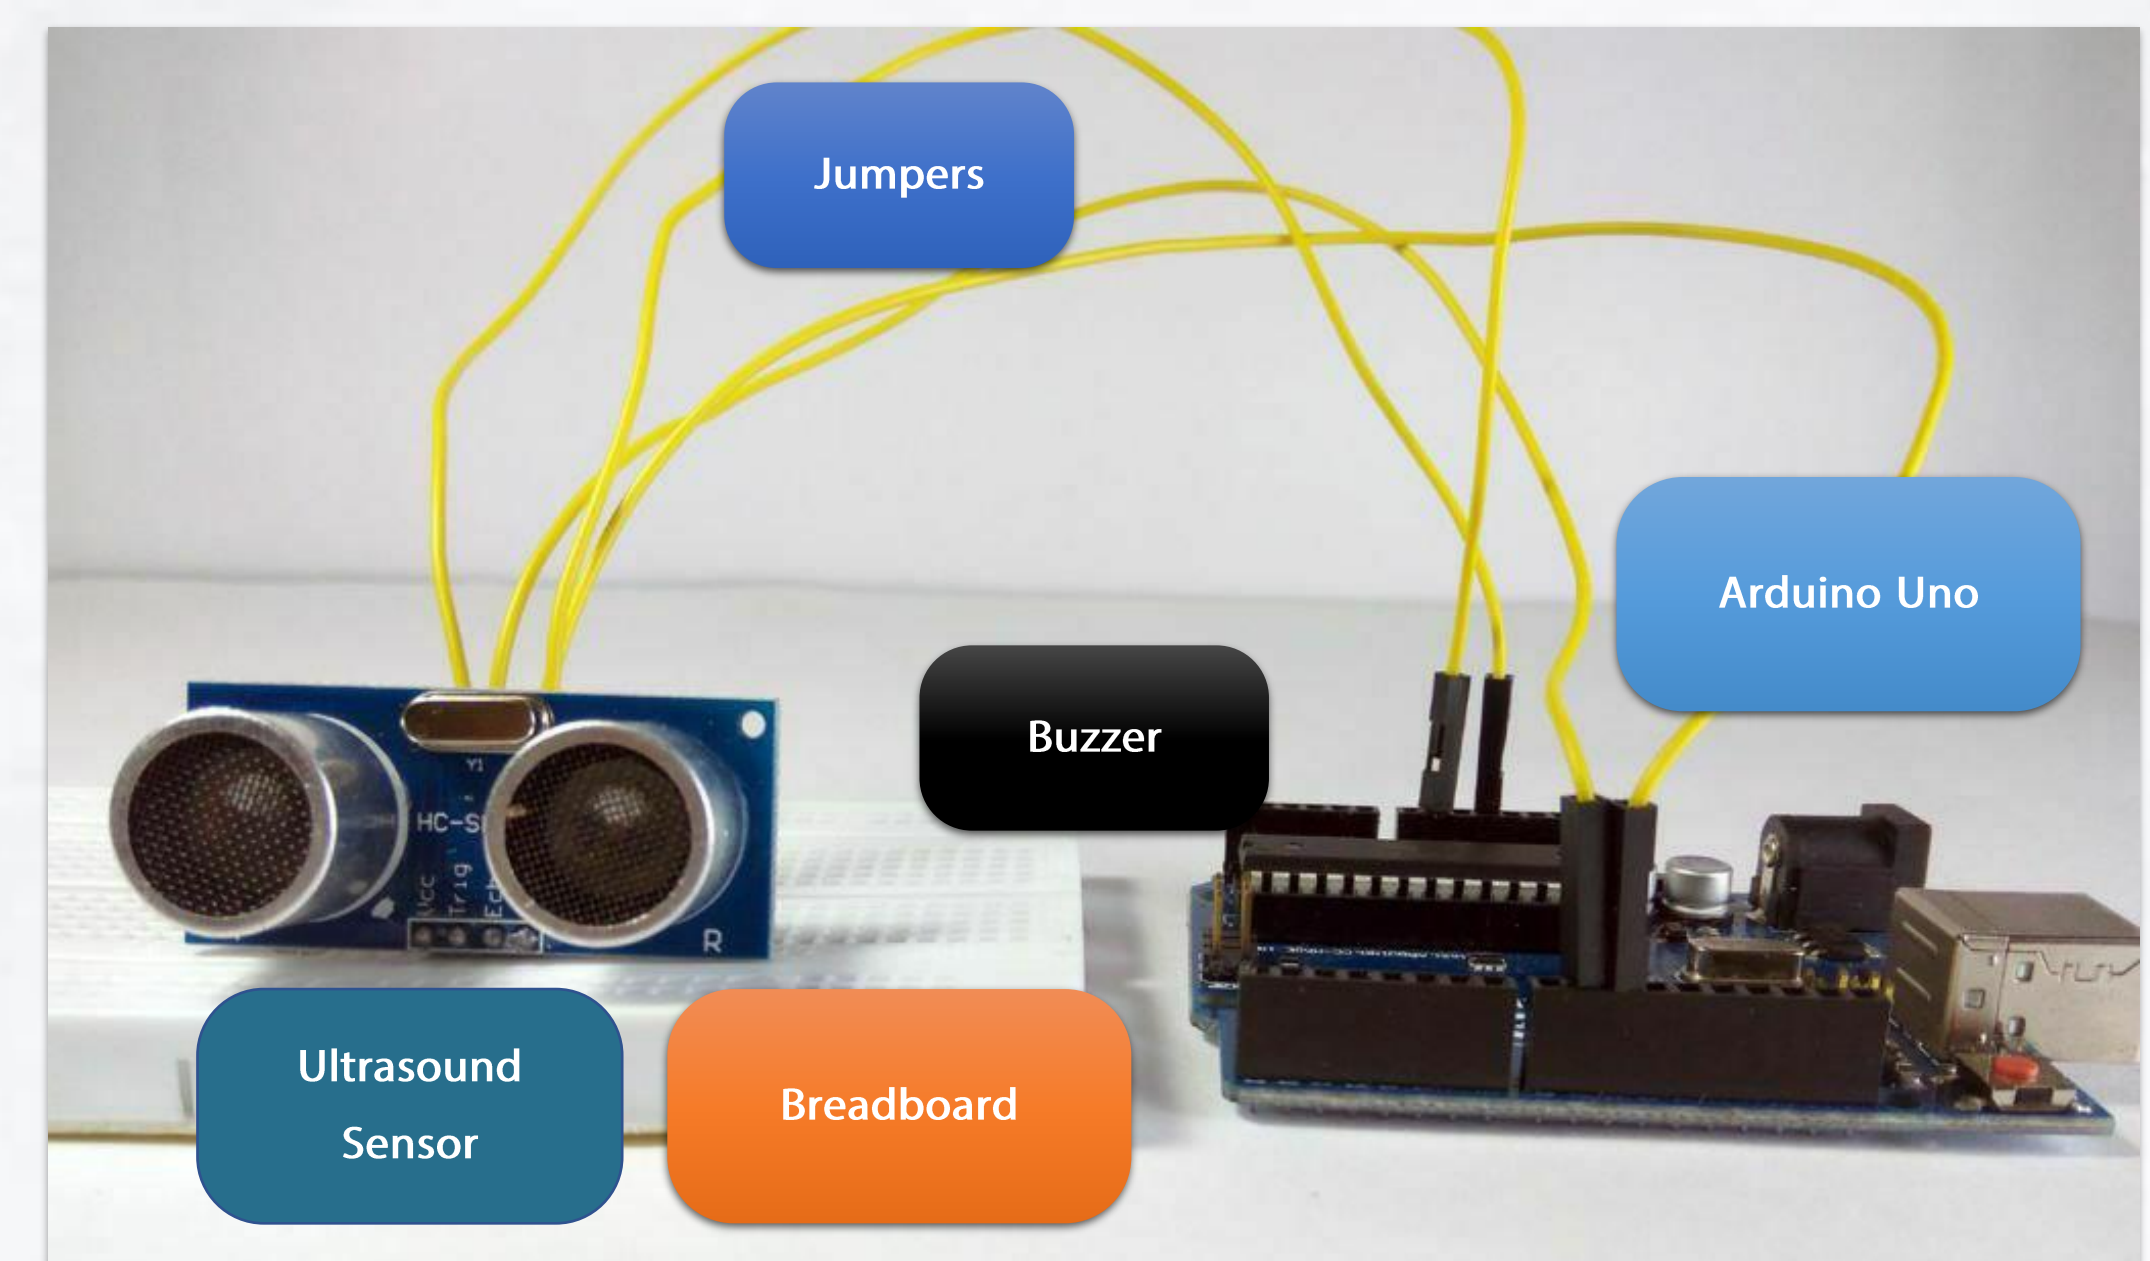 Jumpers
Arduino Uno
Buzzer
Y1
HC-S
Vcc
Trig
R
Ultrasound
Sensor
Breadboard